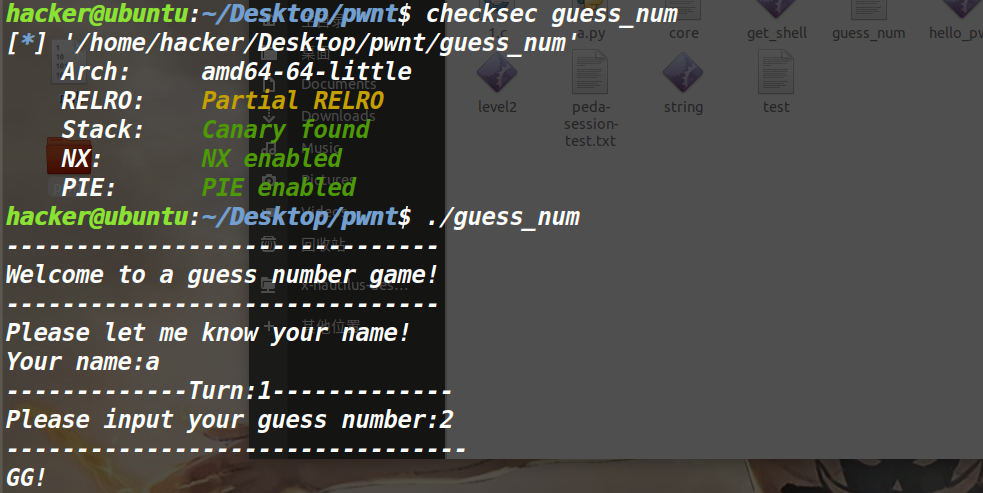 hacker@ubuntu:~/Desktop/pwnt$ checksec guess_num
[*] '/home/hacker/Desktop/pwnt/guess_num'
Arch: amd64-64-little
RELRO: Partial RELRO
Stack: Canary found
NX: NX enabled
PIE: PIE enabled
hacker@ubuntu:~/Desktop/pwnt$ ./guess_num
-------------------------------
Welcome to a guess number game!
-------------------------------
Please let me know your name!
Your name:a
-------------Turn:1-------------
Please input your guess number:2
---------------------------------
GG!
1.c
a.py
core
get_shell
guess_num
hello_pw
level2
peda-
session-
test.txt
string
test
桌面
Documents
Downloads
Music
Pictures
Videos
回收站
x-nautilus-des…
其他位置